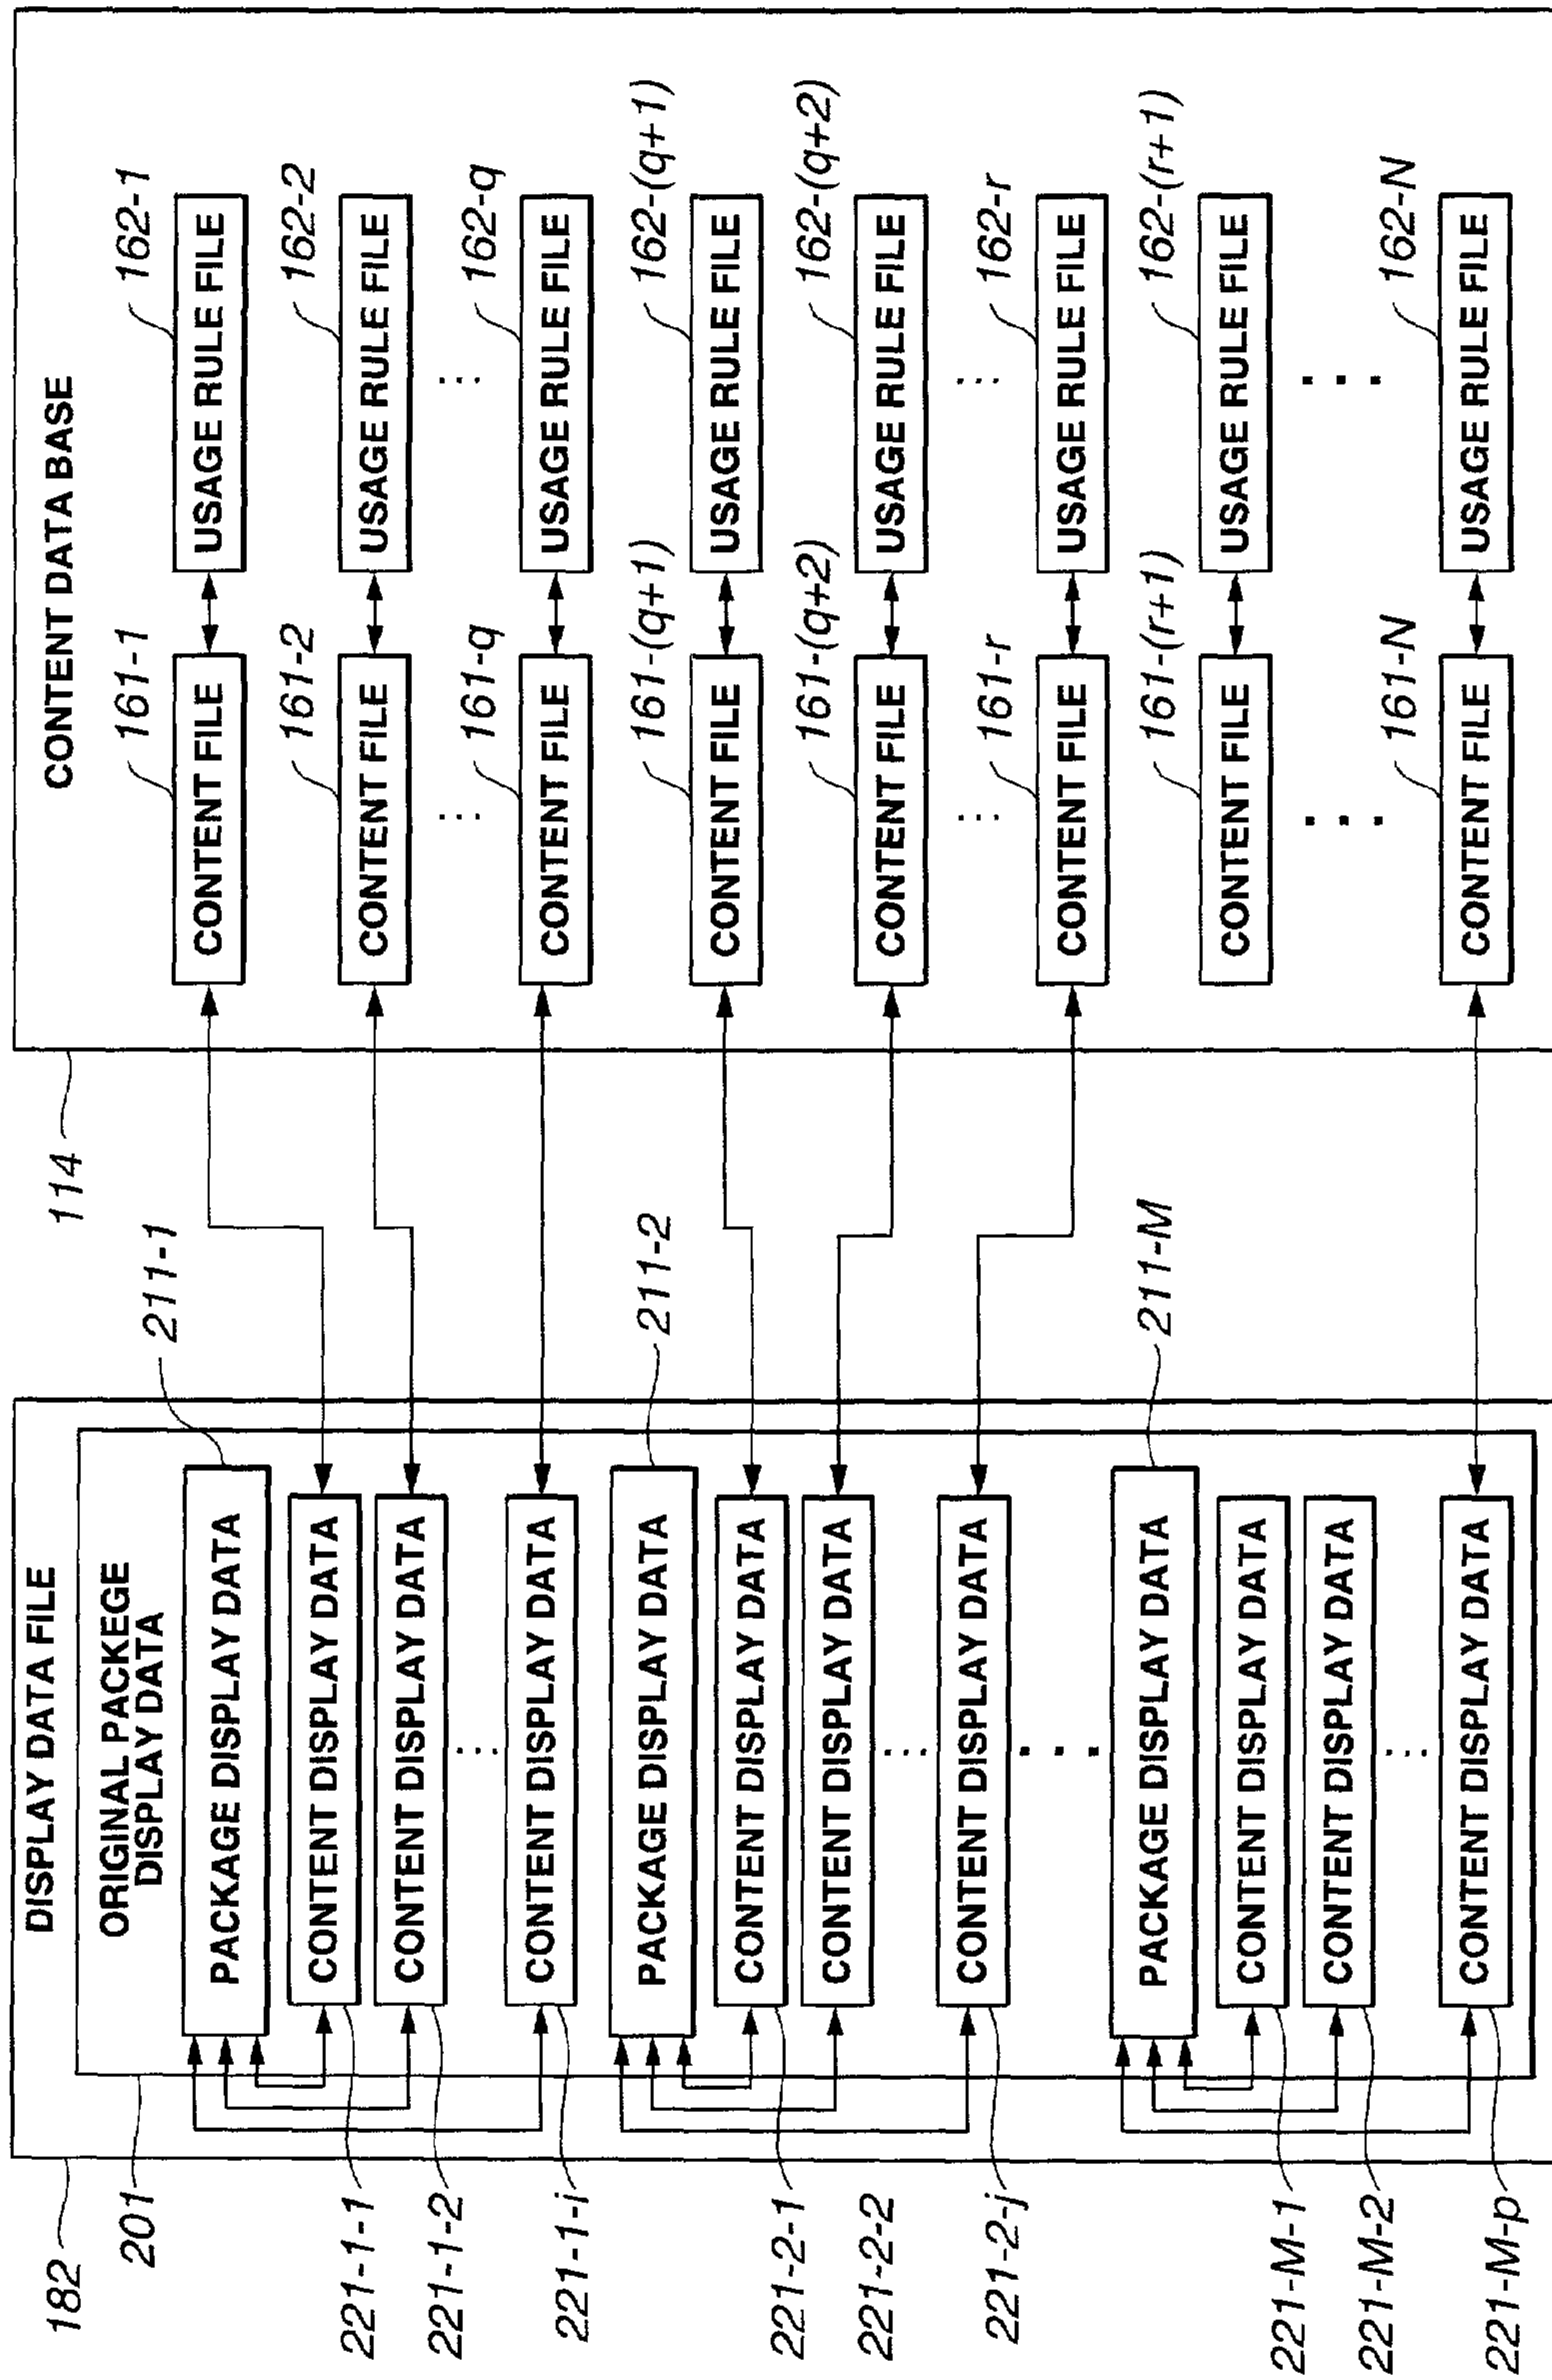 DISPLAY DATA FILE
182
ORIGINAL PACKEGE
DISPLAY DATA
201
PACKAGE DISPLAY DATA
211-1
CONTENT DISPLAY DATA
221-1-1
CONTENT DISPLAY DATA
221-1-2
...
CONTENT DISPLAY DATA
221-1-i
PACKAGE DISPLAY DATA
211-2
CONTENT DISPLAY DATA
221-2-1
CONTENT DISPLAY DATA
221-2-2
...
CONTENT DISPLAY DATA
221-2-j
...
PACKAGE DISPLAY DATA
211-M
CONTENT DISPLAY DATA
221-M-1
CONTENT DISPLAY DATA
221-M-2
...
CONTENT DISPLAY DATA
221-M-p
114
CONTENT DATA BASE
161-1
CONTENT FILE
162-1
USAGE RULE FILE
161-2
CONTENT FILE
162-2
USAGE RULE FILE
...
...
161-q
CONTENT FILE
162-q
USAGE RULE FILE
161-(q+1)
CONTENT FILE
162-(q+1)
USAGE RULE FILE
161-(q+2)
CONTENT FILE
162-(q+2)
USAGE RULE FILE
...
...
161-r
CONTENT FILE
162-r
USAGE RULE FILE
161-(r+1)
CONTENT FILE
162-(r+1)
USAGE RULE FILE
...
...
161-N
CONTENT FILE
162-N
USAGE RULE FILE